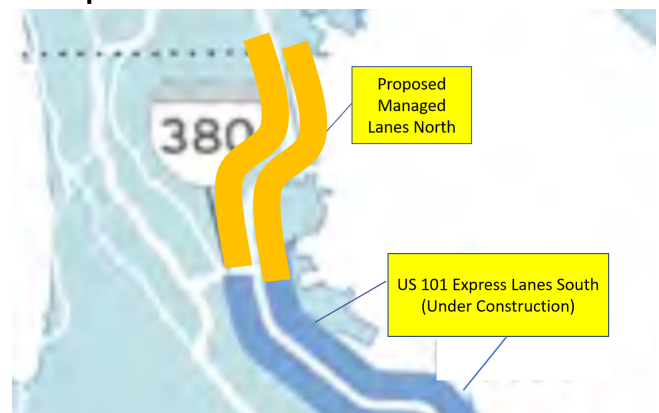 Proposed
Managed
Lanes North
380
US 101 Express Lanes South
(Under Construction)